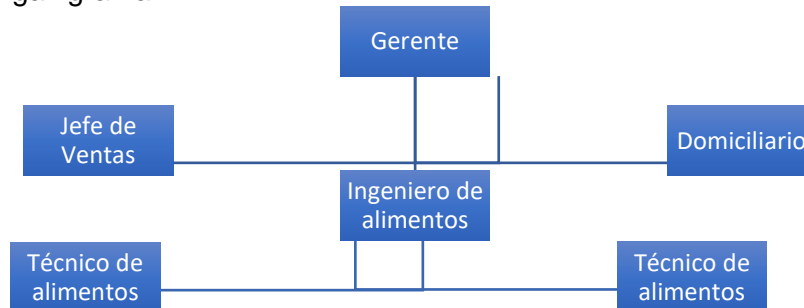 Gerente
Jefe de
Ventas
Domiciliario
Ingeniero de
alimentos
Técnico de
alimentos
Técnico de
alimentos